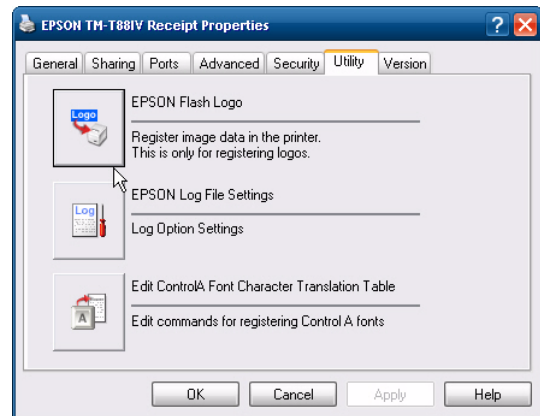 EPSON TM-T88IV Receipt Properties
General Sharing Ports Advanced Security Utility Version
Logo
EPSON Flash Logo
Register image data in the printer.
This is only for registering logos.
Log
EPSON Log File Settings
Log Option Settings
A
Edit ControlA Font Character Translation Table
Edit commands for registering Control A fonts
OK Cancel Apply Help